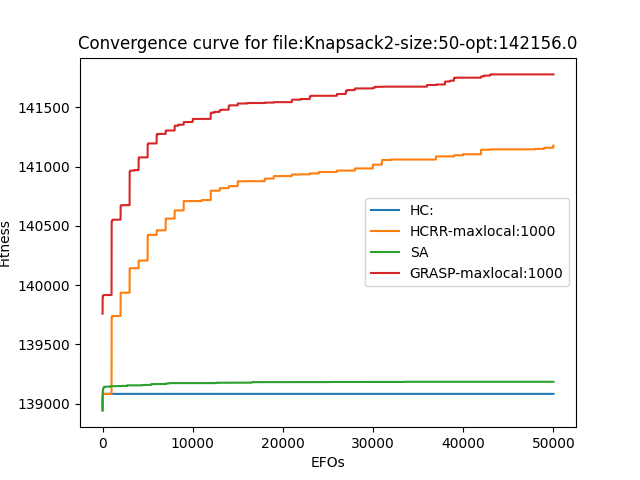 Convergence curve for file:Knapsack2-size:50-opt:142156.0
141500
141000
140500
140000
139500
139000
0
10000
20000
30000
40000
50000
EFOs
HC:
HCRR-maxlocal:1000
SA
GRASP-maxlocal:1000